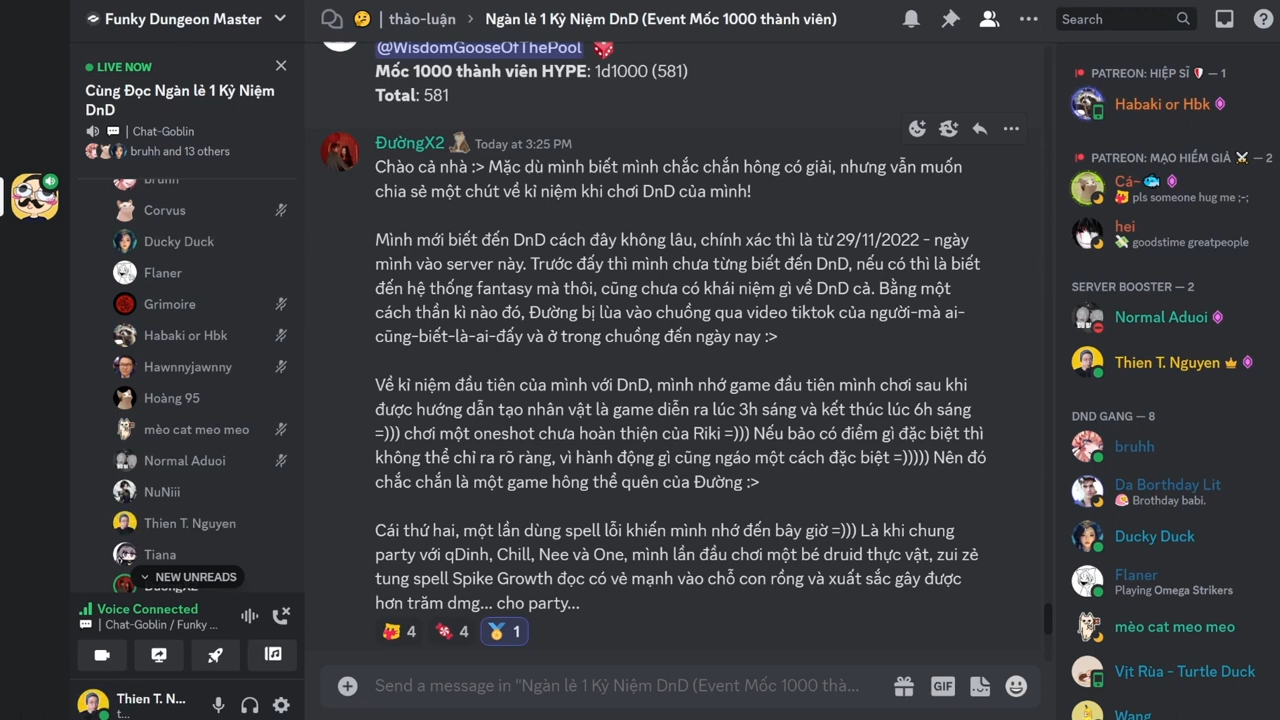 Funky Dungeon Master
LIVE NOW
Cùng Đọc Ngàn lẻ 1 Kỷ Niệm
DnD
Chat-Goblin
bruhh and 13 others
bruhh
Corvus
Ducky Duck
Flaner
Grimoire
Habaki or Hbk
Hawnnyjawnny
Hoàng 95
mèo cat meo meo
Normal Aduoi
NuNiii
Thien T. Nguyen
Tiana
NEW UNREADS
ĐườngX2
Voice Connected
Chat-Goblin / Funky ...
Thien T. N...
t...
thảo-luận
Ngàn lẻ 1 Kỷ Niệm DnD (Event Mốc 1000 thành viên)
Search
@WisdomGooseOfThePool
Mốc 1000 thành viên HYPE: 1d1000 (581)
Total: 581
ĐườngX2 Today at 3:25 PM
Chào cả nhà :> Mặc dù mình biết mình chắc chắn hông có giải, nhưng vẫn muốn
chia sẻ một chút về kỉ niệm khi chơi DnD của mình!
Mình mới biết đến DnD cách đây không lâu, chính xác thì là từ 29/11/2022 - ngày
mình vào server này. Trước đấy thì mình chưa từng biết đến DnD, nếu có thì là biết
đến hệ thống fantasy mà thôi, cũng chưa có khái niệm gì về DnD cả. Bằng một
cách thần kì nào đó, Đường bị lùa vào chuồng qua video tiktok của người-mà ai-
cũng-biết-là-ai-đấy và ở trong chuồng đến ngày nay :>
Về kỉ niệm đầu tiên của mình với DnD, mình nhớ game đầu tiên mình chơi sau khi
được hướng dẫn tạo nhân vật là game diễn ra lúc 3h sáng và kết thúc lúc 6h sáng
=))) chơi một oneshot chưa hoàn thiện của Riki =))) Nếu bảo có điểm gì đặc biệt thì
không thể chỉ ra rõ ràng, vì hành động gì cũng ngáo một cách đặc biệt =))))) Nên đó
chắc chắn là một game hông thể quên của Đường :>
Cái thứ hai, một lần dùng spell lỗi khiến mình nhớ đến bây giờ =))) Là khi chung
party với qDinh, Chill, Nee và One, mình lần đầu chơi một bé druid thực vật, zui zẻ
tung spell Spike Growth đọc có vẻ mạnh vào chỗ con rồng và xuất sắc gây được
hơn trăm dmg... cho party...
4 4 1
Send a message in "Ngàn lẻ 1 Kỷ Niệm DnD (Event Mốc 1000 thà...
GIF
PATREON: HIỆP SĨ — 1
Habaki or Hbk
PATREON: MẠO HIỂM GIẢ — 2
Cá~
pls someone hug me ;-;
hei
goodstime greatpeople
SERVER BOOSTER — 2
Normal Aduoi
Thien T. Nguyen
DND GANG — 8
bruhh
Da Borthday Lit
Brothday babi.
Ducky Duck
Flaner
Playing Omega Strikers
mèo cat meo meo
Vịt Rùa - Turtle Duck
Wang